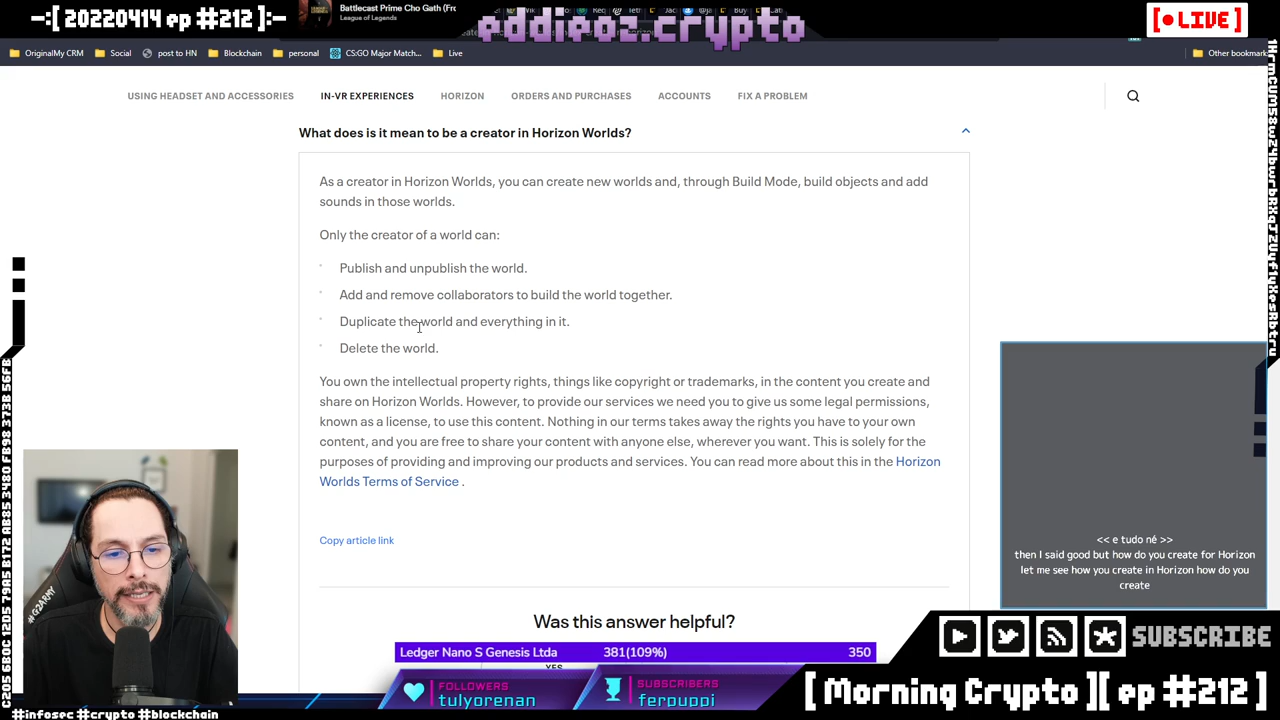 –:[ 20220414 ep #212 ]:–
Battlecast Prime Cho Gath (Fr
League of Legends
eddieoz.crypto
[ ● LIVE ]
OriginalMy CRM
Social
post to HN
Blockchain
personal
CS:GO Major Match...
Live
Other bookmark
USING HEADSET AND ACCESSORIES
IN-VR EXPERIENCES
HORIZON
ORDERS AND PURCHASES
ACCOUNTS
FIX A PROBLEM
What does is it mean to be a creator in Horizon Worlds?
As a creator in Horizon Worlds, you can create new worlds and, through Build Mode, build objects and add
sounds in those worlds.
Only the creator of a world can:
Publish and unpublish the world.
Add and remove collaborators to build the world together.
Duplicate the world and everything in it.
Delete the world.
You own the intellectual property rights, things like copyright or trademarks, in the content you create and
share on Horizon Worlds. However, to provide our services we need you to give us some legal permissions,
known as a license, to use this content. Nothing in our terms takes away the rights you have to your own
content, and you are free to share your content with anyone else, wherever you want. This is solely for the
purposes of providing and improving our products and services. You can read more about this in the Horizon
Worlds Terms of Service .
Copy article link
Was this answer helpful?
YES
<< e tudo né >>
then I said good but how do you create for Horizon
let me see how you create in Horizon how do you
create
#G2ARMY
Ledger Nano S Genesis Ltda 381(109%) 350
FOLLOWERS
tulyorenan
SUBSCRIBERS
ferpuppi
SUBSCRIBE
[ Morning Crypto ][ ep #212 ]
#infosec #crypto #blockchain